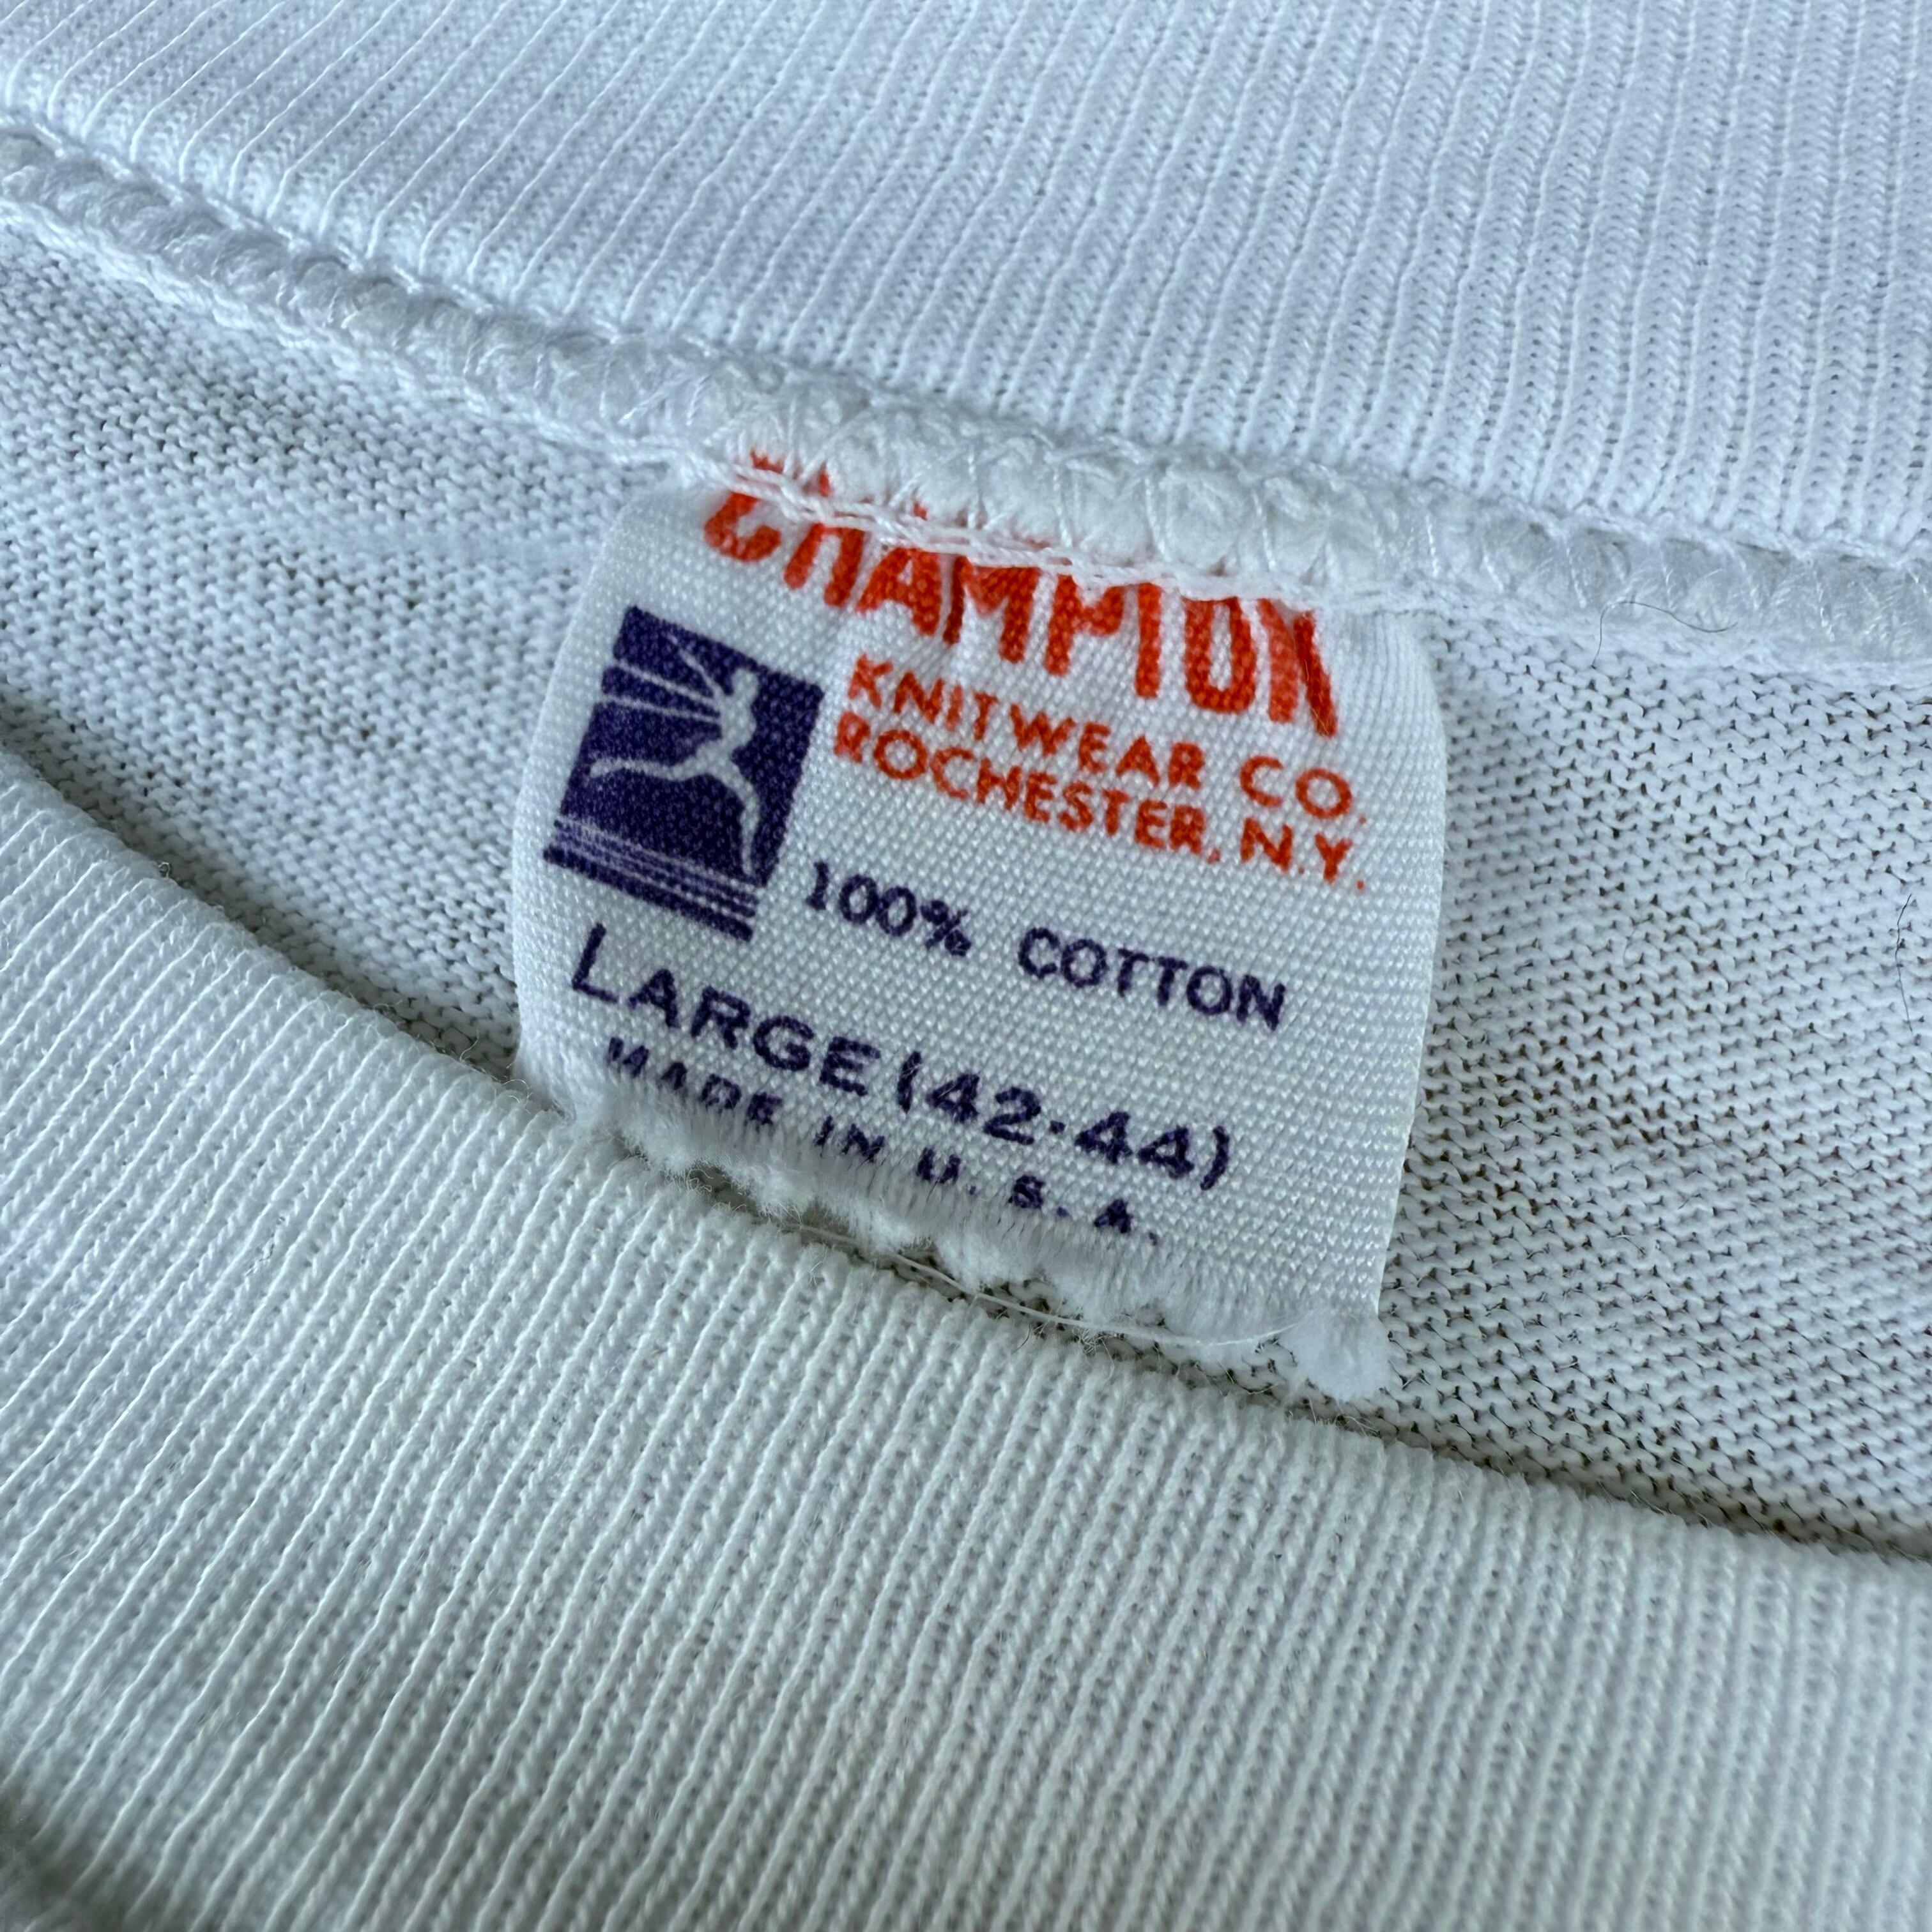 CHAMPION
KNITWEAR CO.
ROCHESTER, N.Y.
100% COTTON
LARGE (42-44)
MADE IN U.S.A.